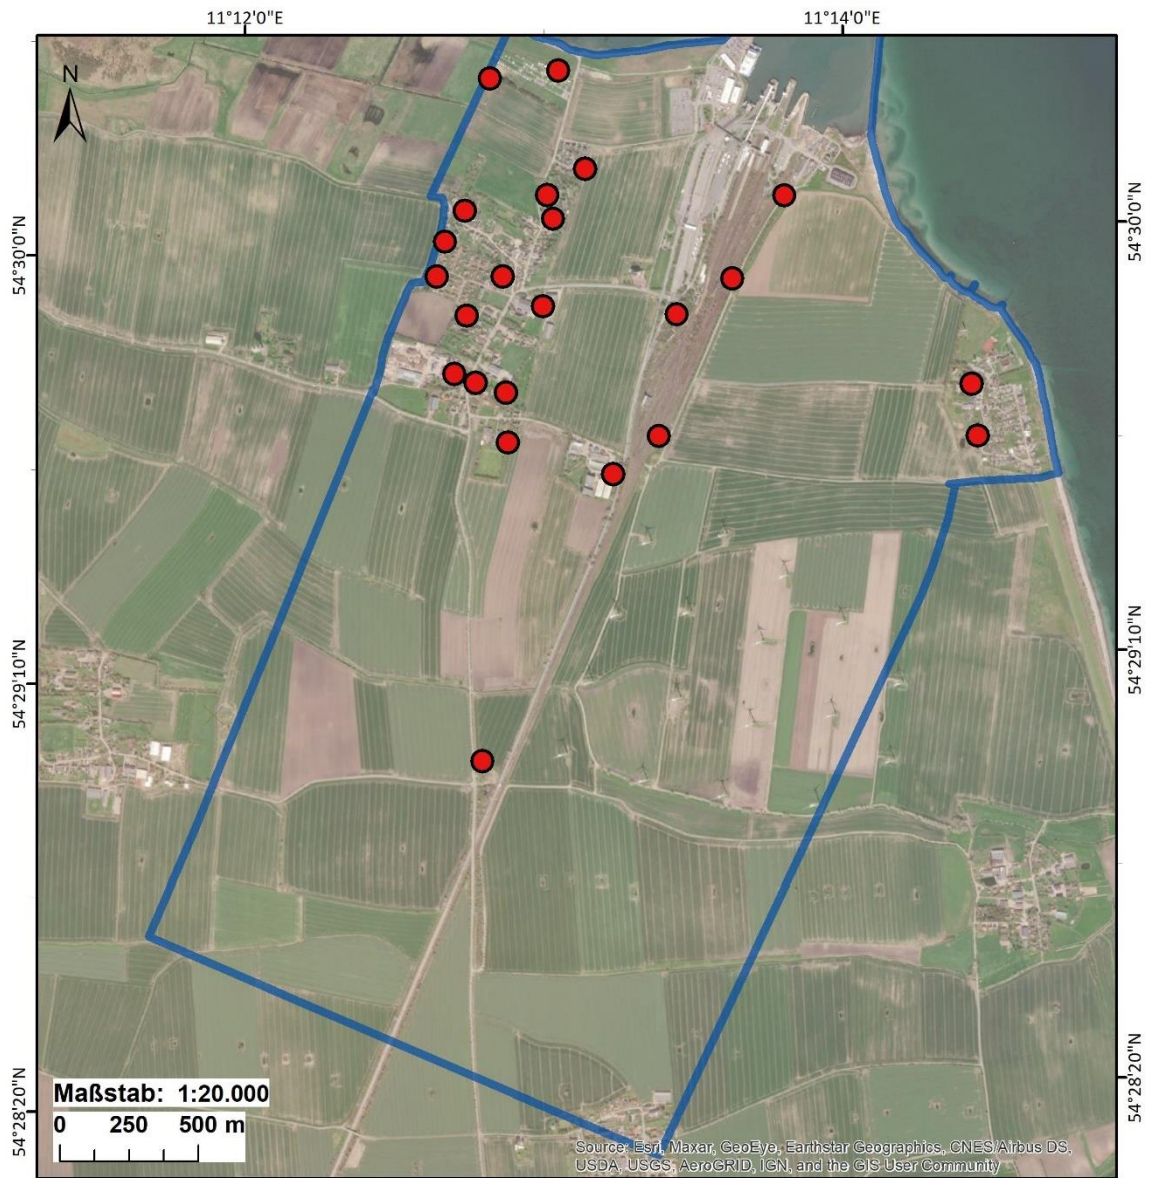 11°12'0"E
11°14'0"E
N
54°30'0"N
54°30'0"N
54°29'10"N
54°29'10"N
54°28'20"N
54°28'20"N
Maßstab: 1:20.000
0 250 500 m
Source: Esri, Maxar, GeoEye, Earthstar Geographics, CNES/Airbus DS,
USDA, USGS, AeroGRID, IGN, and the GIS User Community